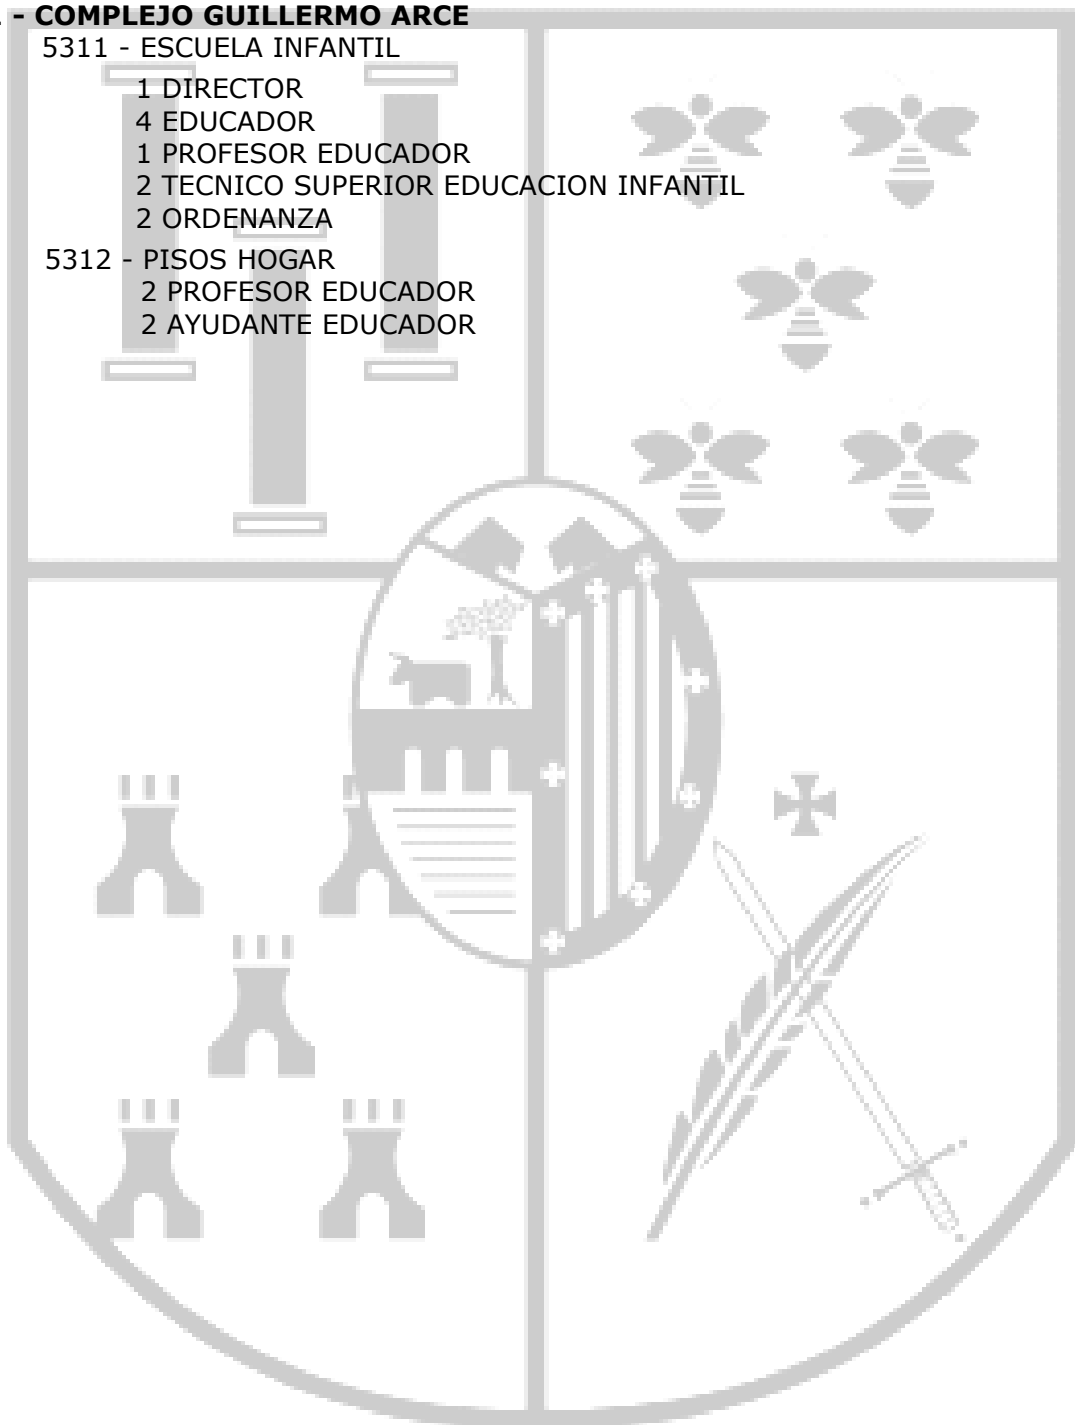 - COMPLEJO GUILLERMO ARCE
5311 - ESCUELA INFANTIL
1 DIRECTOR
4 EDUCADOR
1 PROFESOR EDUCADOR
2 TECNICO SUPERIOR EDUCACION INFANTIL
2 ORDENANZA
5312 - PISOS HOGAR
2 PROFESOR EDUCADOR
2 AYUDANTE EDUCADOR